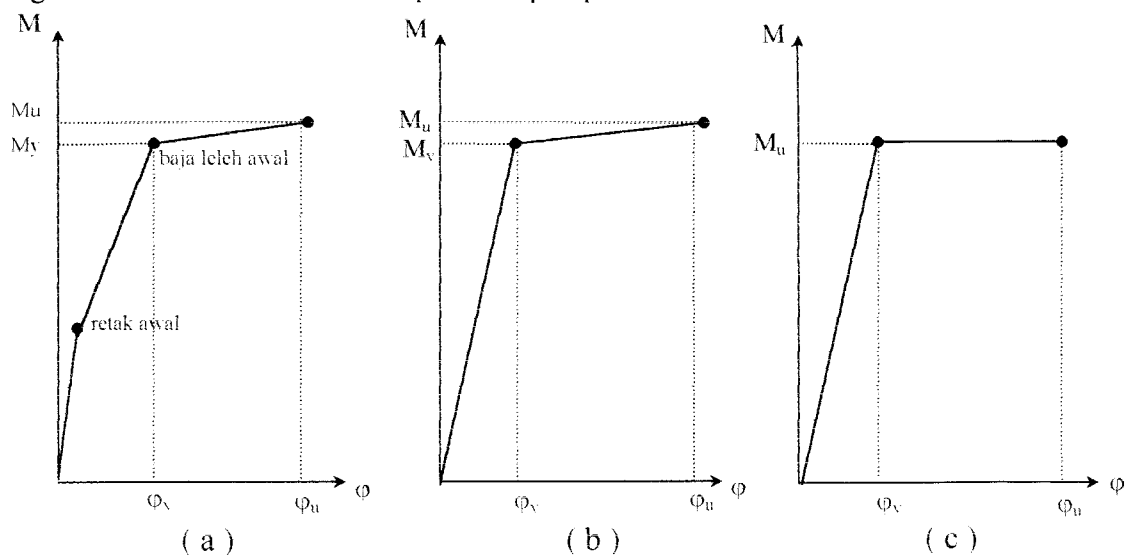 M
Mu
My
baja leleh awal
retak awal
φy
φu
φ
( a )
M
Mu
My
φy
φu
φ
( b )
M
Mu
φy
φu
φ
( c )